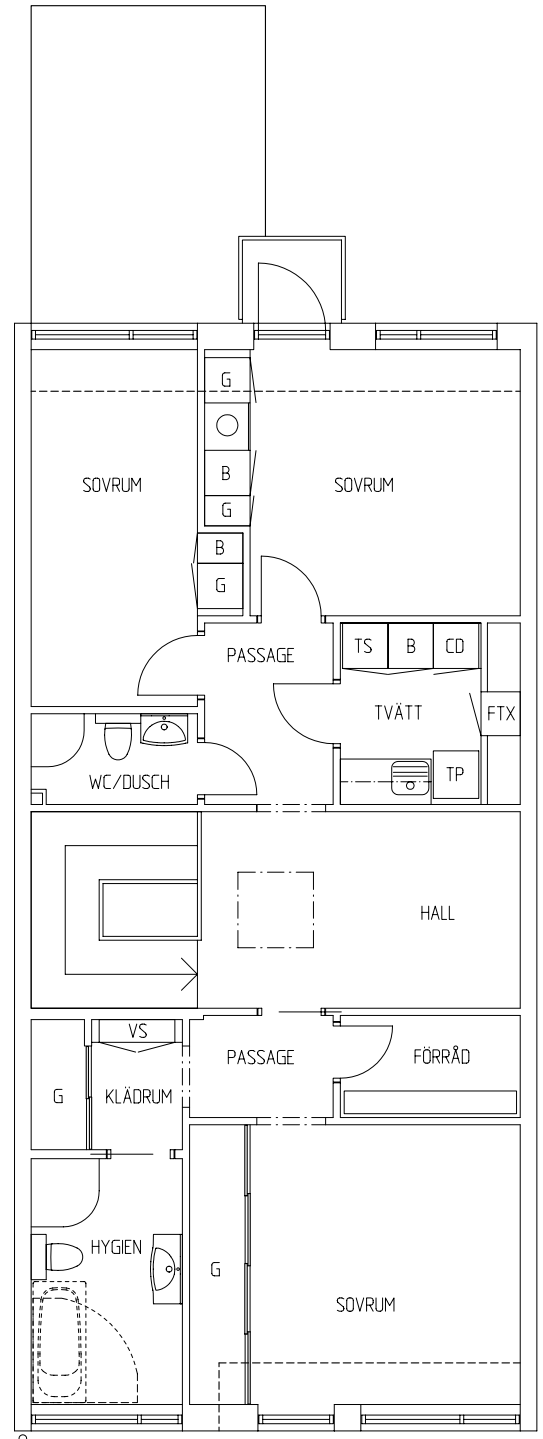 G
SOVRUM
B
SOVRUM
G
B
G
PASSAGE
TS
B
CD
TVÄTT
FTX
WC/DUSCH
TP
HALL
VS
PASSAGE
FÖRRÅD
G
KLÄDRUM
HYGIEN
G
SOVRUM